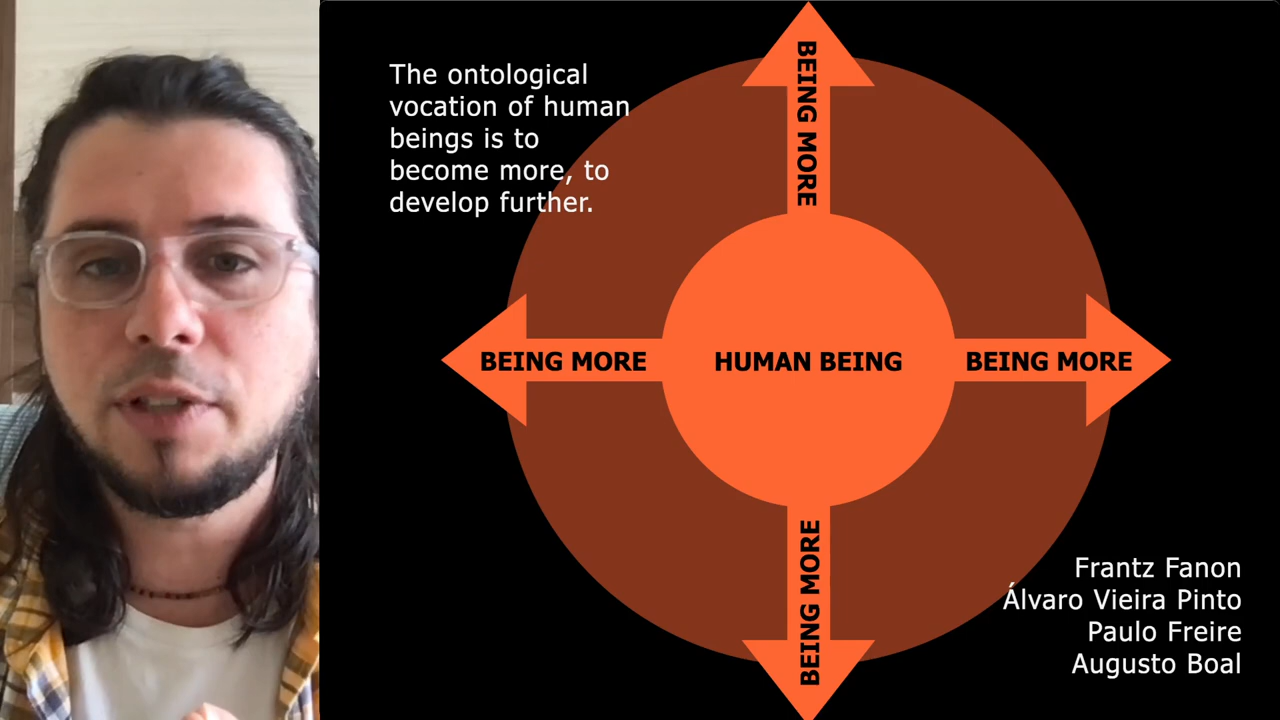 The ontological
vocation of human
beings is to
become more, to
develop further.
BEING MORE
BEING MORE
HUMAN BEING
BEING MORE
BEING MORE
Frantz Fanon
Álvaro Vieira Pinto
Paulo Freire
Augusto Boal